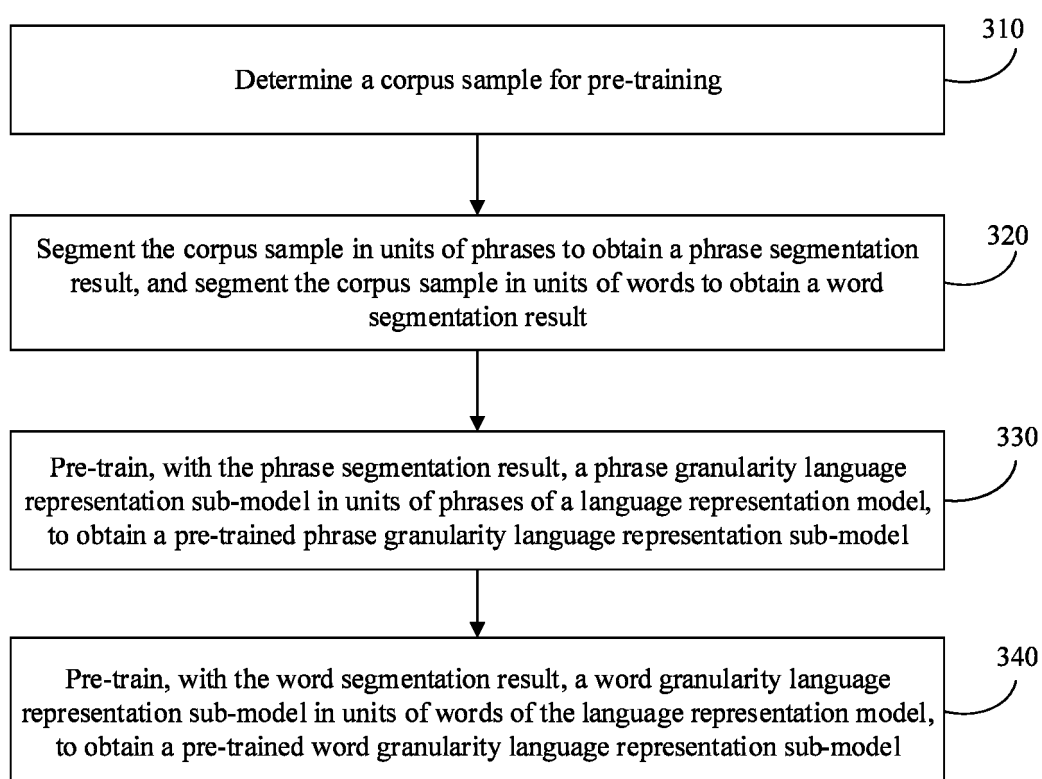 310
Determine a corpus sample for pre-training
320
Segment the corpus sample in units of phrases to obtain a phrase segmentation
result, and segment the corpus sample in units of words to obtain a word
segmentation result
330
Pre-train, with the phrase segmentation result, a phrase granularity language
representation sub-model in units of phrases of a language representation model,
to obtain a pre-trained phrase granularity language representation sub-model
340
Pre-train, with the word segmentation result, a word granularity language
representation sub-model in units of words of the language representation model,
to obtain a pre-trained word granularity language representation sub-model